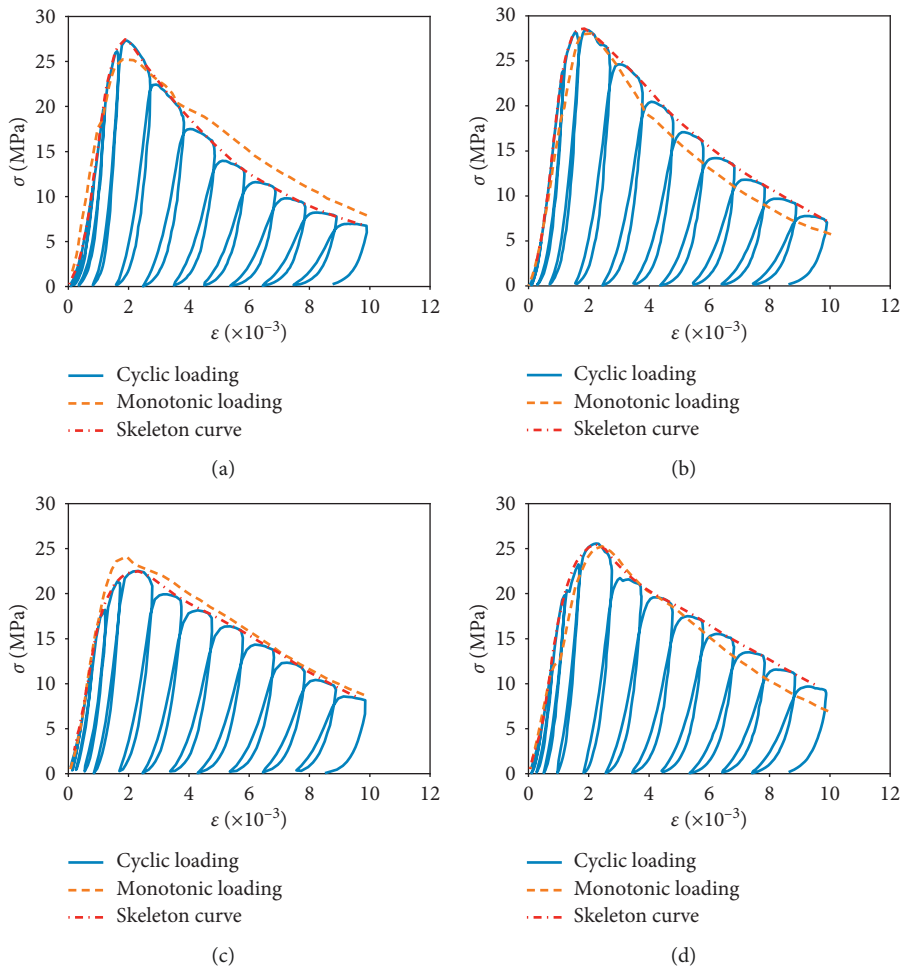 30
25
20
15
10
5
0
σ (MPa)
0 2 4 6 8 10 12
ε (×10⁻³)
Cyclic loading
Monotonic loading
Skeleton curve
(a)
30
25
20
15
10
5
0
σ (MPa)
0 2 4 6 8 10 12
ε (×10⁻³)
Cyclic loading
Monotonic loading
Skeleton curve
(b)
30
25
20
15
10
5
0
σ (MPa)
0 2 4 6 8 10 12
ε (×10⁻³)
Cyclic loading
Monotonic loading
Skeleton curve
(c)
30
25
20
15
10
5
0
σ (MPa)
0 2 4 6 8 10 12
ε (×10⁻³)
Cyclic loading
Monotonic loading
Skeleton curve
(d)